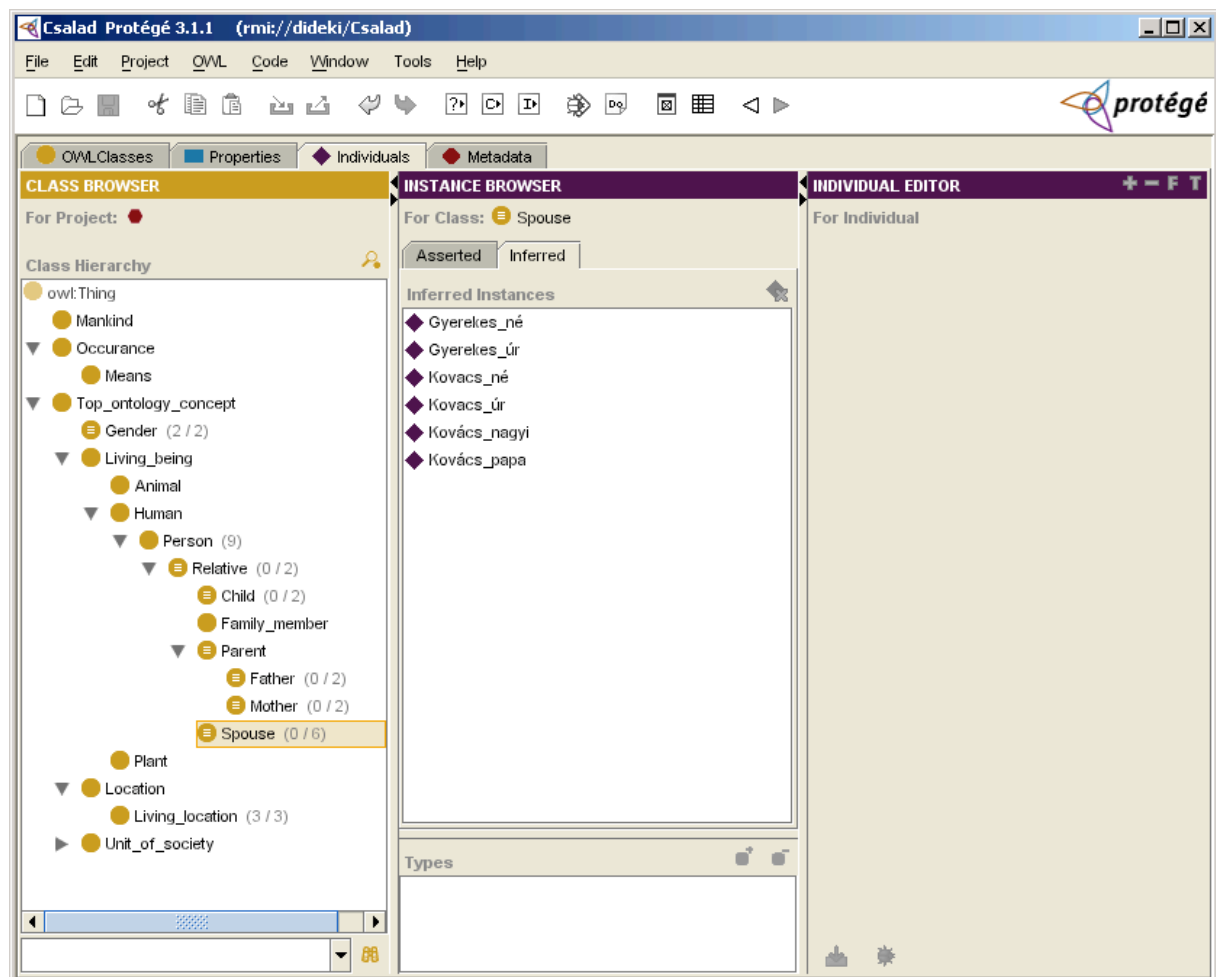 Csalad Protégé 3.1.1 (rmi://dideki/Csalad)
File Edit Project OWL Code Window Tools Help
protégé
OWLClasses Properties Individuals Metadata
CLASS BROWSER
For Project:
Class Hierarchy
owl:Thing
Mankind
Occurance
Means
Top_ontology_concept
Gender (2 / 2)
Living_being
Animal
Human
Person (9)
Relative (0 / 2)
Child (0 / 2)
Family_member
Parent
Father (0 / 2)
Mother (0 / 2)
Spouse (0 / 6)
Plant
Location
Living_location (3 / 3)
Unit_of_society
INSTANCE BROWSER
For Class: Spouse
Asserted Inferred
Inferred Instances
Gyerekes_né
Gyerekes_úr
Kovacs_né
Kovacs_úr
Kovács_nagyi
Kovács_papa
Types
INDIVIDUAL EDITOR
F T
For Individual